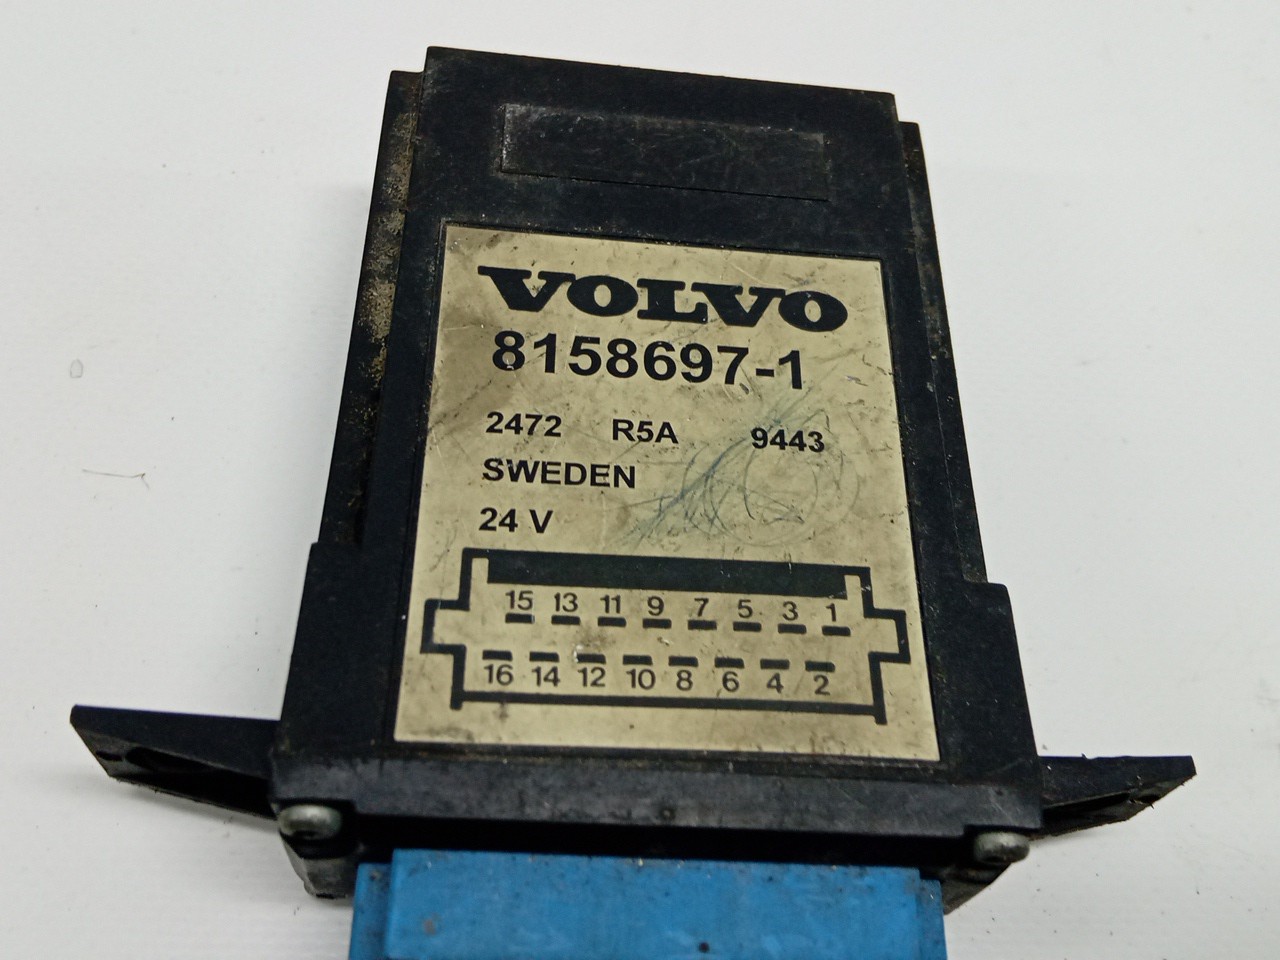 VOLVO
8158697-1
2472 R5A 9443
SWEDEN
24 V
15 13 11 9 7 5 3 1
16 14 12 10 8 6 4 2